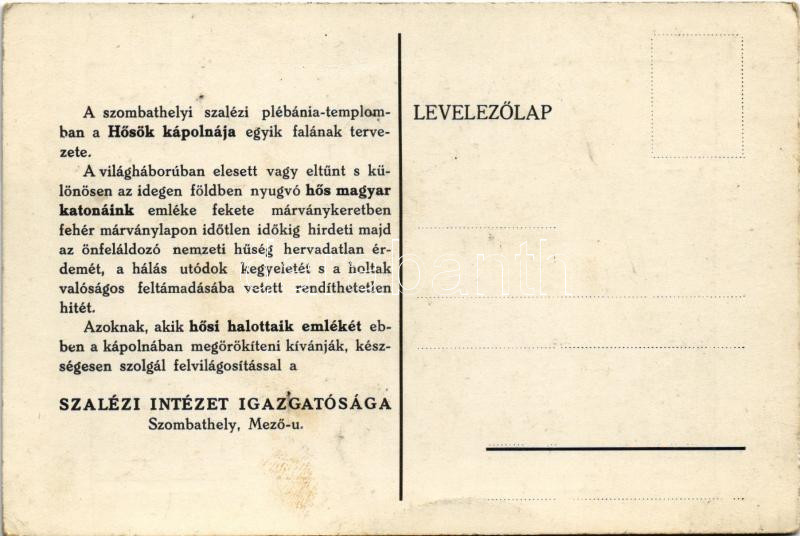 A szombathelyi szalézi plébánia-templom-
ban a Hősök kápolnája egyik falának terve-
zete.
A világháborúban elesett vagy eltűnt s kü-
lönösen az idegen földben nyugvó hős magyar
katonáink emléke fekete márványkeretben
fehér márványlapon időtlen időkig hirdeti majd
az önfeláldozó nemzeti hűség hervadatlan ér-
demét, a hálás utódok kegyeletét s a holtak
valóságos feltámadásába vetett rendíthetetlen
hitét.
Azoknak, akik hősi halottaik emlékét eb-
ben a kápolnában megörökíteni kívánják, kész-
ségesen szolgál felvilágosítással a
SZALÉZI INTÉZET IGAZGATÓSÁGA
Szombathely, Mező-u.
LEVELEZŐLAP
darabanth